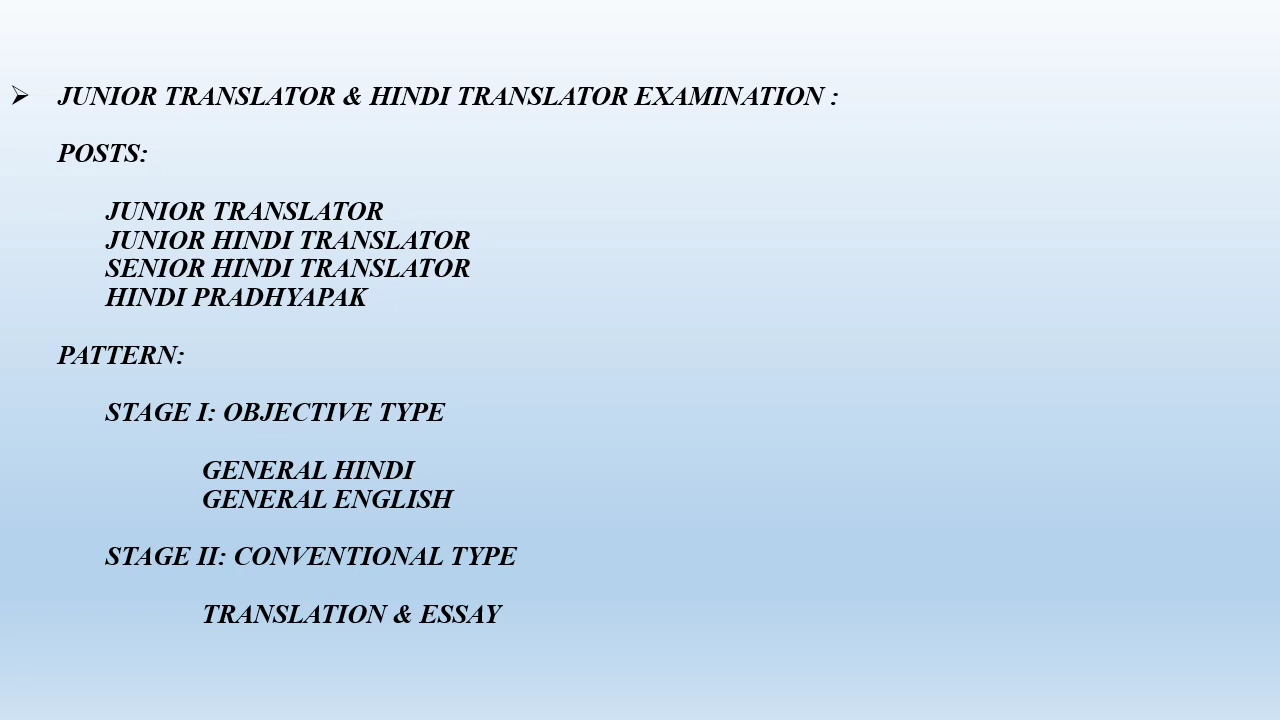 JUNIOR TRANSLATOR & HINDI TRANSLATOR EXAMINATION :
POSTS:
JUNIOR TRANSLATOR
JUNIOR HINDI TRANSLATOR
SENIOR HINDI TRANSLATOR
HINDI PRADHYAPAK
PATTERN:
STAGE I: OBJECTIVE TYPE
GENERAL HINDI
GENERAL ENGLISH
STAGE II: CONVENTIONAL TYPE
TRANSLATION & ESSAY